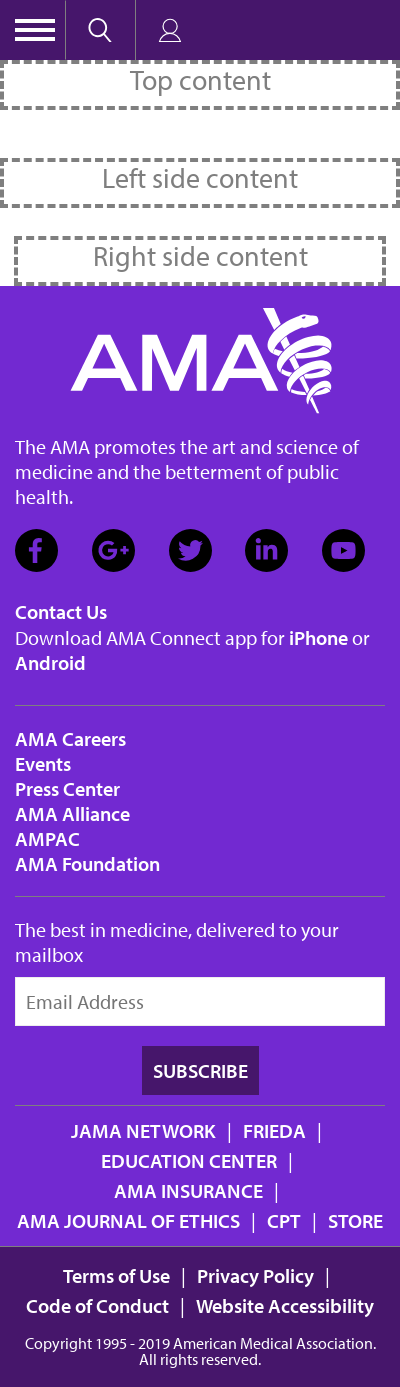 Top content
Left side content
Right side content
AMA
The AMA promotes the art and science of
medicine and the betterment of public
health.
f G+ in
Contact Us
Download AMA Connect app for iPhone or
Android
AMA Careers
Events
Press Center
AMA Alliance
AMPAC
AMA Foundation
The best in medicine, delivered to your
mailbox
Email Address
SUBSCRIBE
JAMA NETWORK | FRIEDA |
EDUCATION CENTER |
AMA INSURANCE |
AMA JOURNAL OF ETHICS | CPT | STORE
Terms of Use | Privacy Policy |
Code of Conduct | Website Accessibility
Copyright 1995 - 2019 American Medical Association.
All rights reserved.